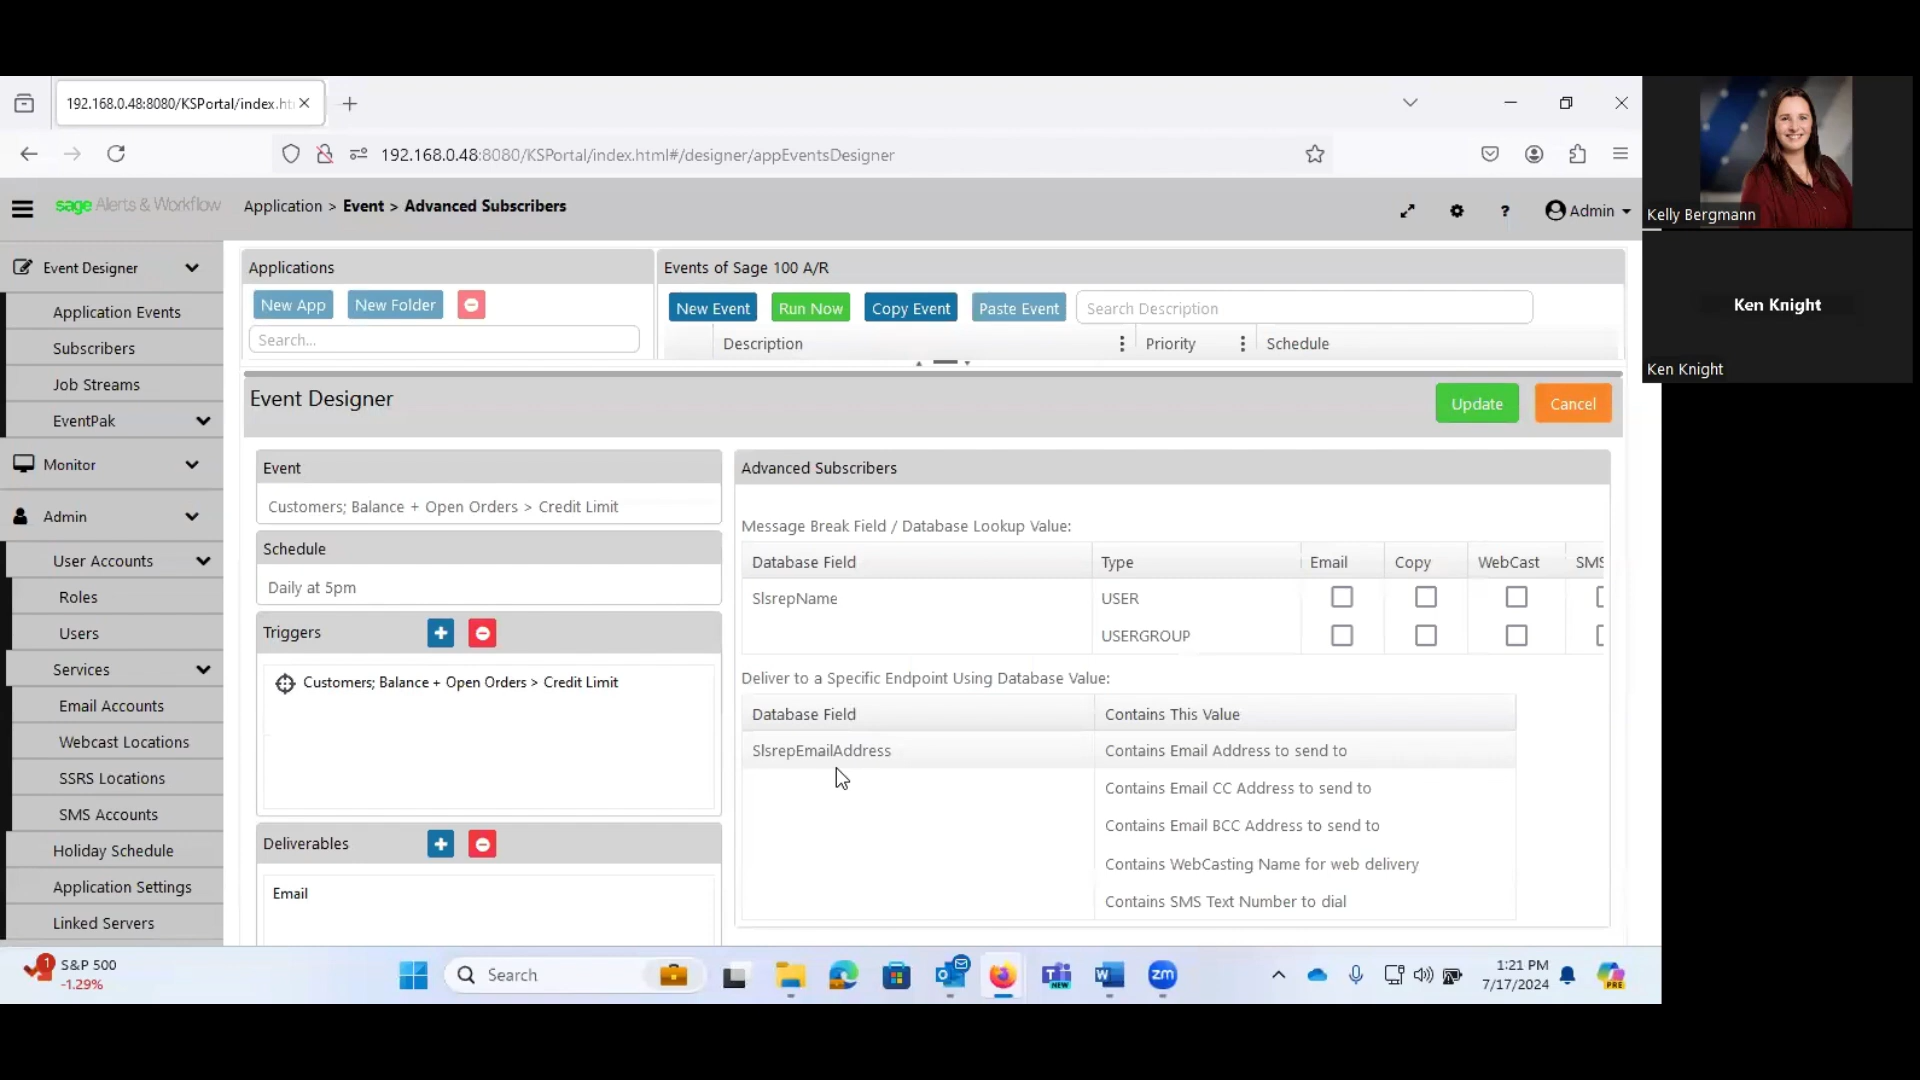 192.168.0.48:8080/KSPortal/index.ht
192.168.0.48:8080/KSPortal/index.html#/designer/appEventsDesigner
sage Alerts & Workflow
Application > Event > Advanced Subscribers
? Admin
Kelly Bergmann
Ken Knight
Ken Knight
Event Designer
Application Events
Subscribers
Job Streams
EventPak
Monitor
Admin
User Accounts
Roles
Users
Services
Email Accounts
Webcast Locations
SSRS Locations
SMS Accounts
Holiday Schedule
Application Settings
Linked Servers
Applications
New App New Folder
Search...
Events of Sage 100 A/R
New Event Run Now Copy Event Paste Event Search Description
Description Priority Schedule
Event Designer
Update Cancel
Event
Customers; Balance + Open Orders > Credit Limit
Schedule
Daily at 5pm
Triggers
Customers; Balance + Open Orders > Credit Limit
Deliverables
Email
Advanced Subscribers
Message Break Field / Database Lookup Value:
Database Field Type Email Copy WebCast SMS
SlsrepName USER
USERGROUP
Deliver to a Specific Endpoint Using Database Value:
Database Field Contains This Value
SlsrepEmailAddress Contains Email Address to send to
Contains Email CC Address to send to
Contains Email BCC Address to send to
Contains WebCasting Name for web delivery
Contains SMS Text Number to dial
1 S&P 500
-1.29%
Search
NEW
zm
1:21 PM
7/17/2024
PRE